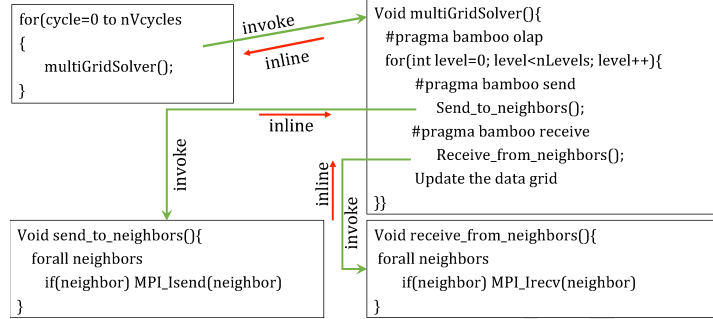 for(cycle=0 to nVcycles
{
multiGridSolver();
}
invoke
inline
Void multiGridSolver(){
#pragma bamboo olap
for(int level=0; level<nLevels; level++){
#pragma bamboo send
Send_to_neighbors();
#pragma bamboo receive
Receive_from_neighbors();
Update the data grid
}}
inline
invoke
inline
invoke
Void send_to_neighbors(){
forall neighbors
if(neighbor) MPI_Isend(neighbor)
}
Void receive_from_neighbors(){
forall neighbors
if(neighbor) MPI_Irecv(neighbor)
}